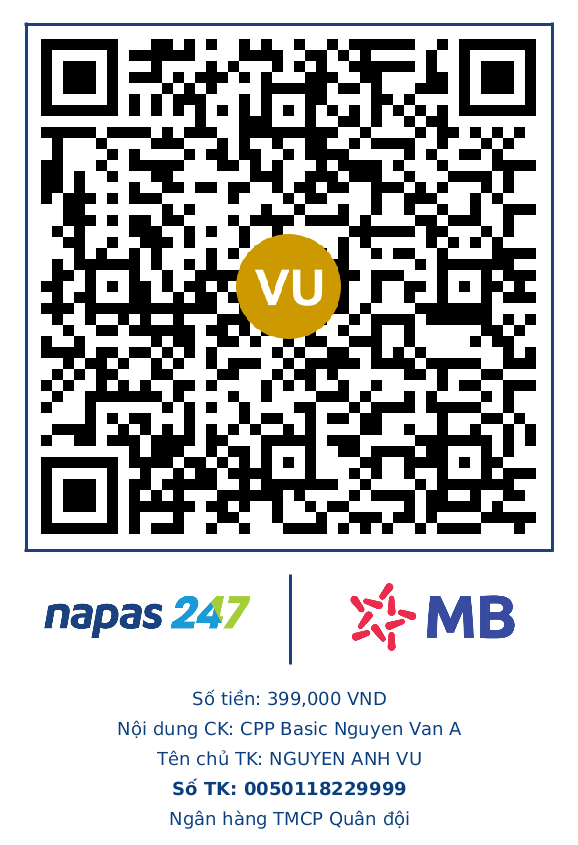 VU
napas 247
MB
Số tiền: 399,000 VND
Nội dung CK: CPP Basic Nguyen Van A
Tên chủ TK: NGUYEN ANH VU
Số TK: 0050118229999
Ngân hàng TMCP Quân đội